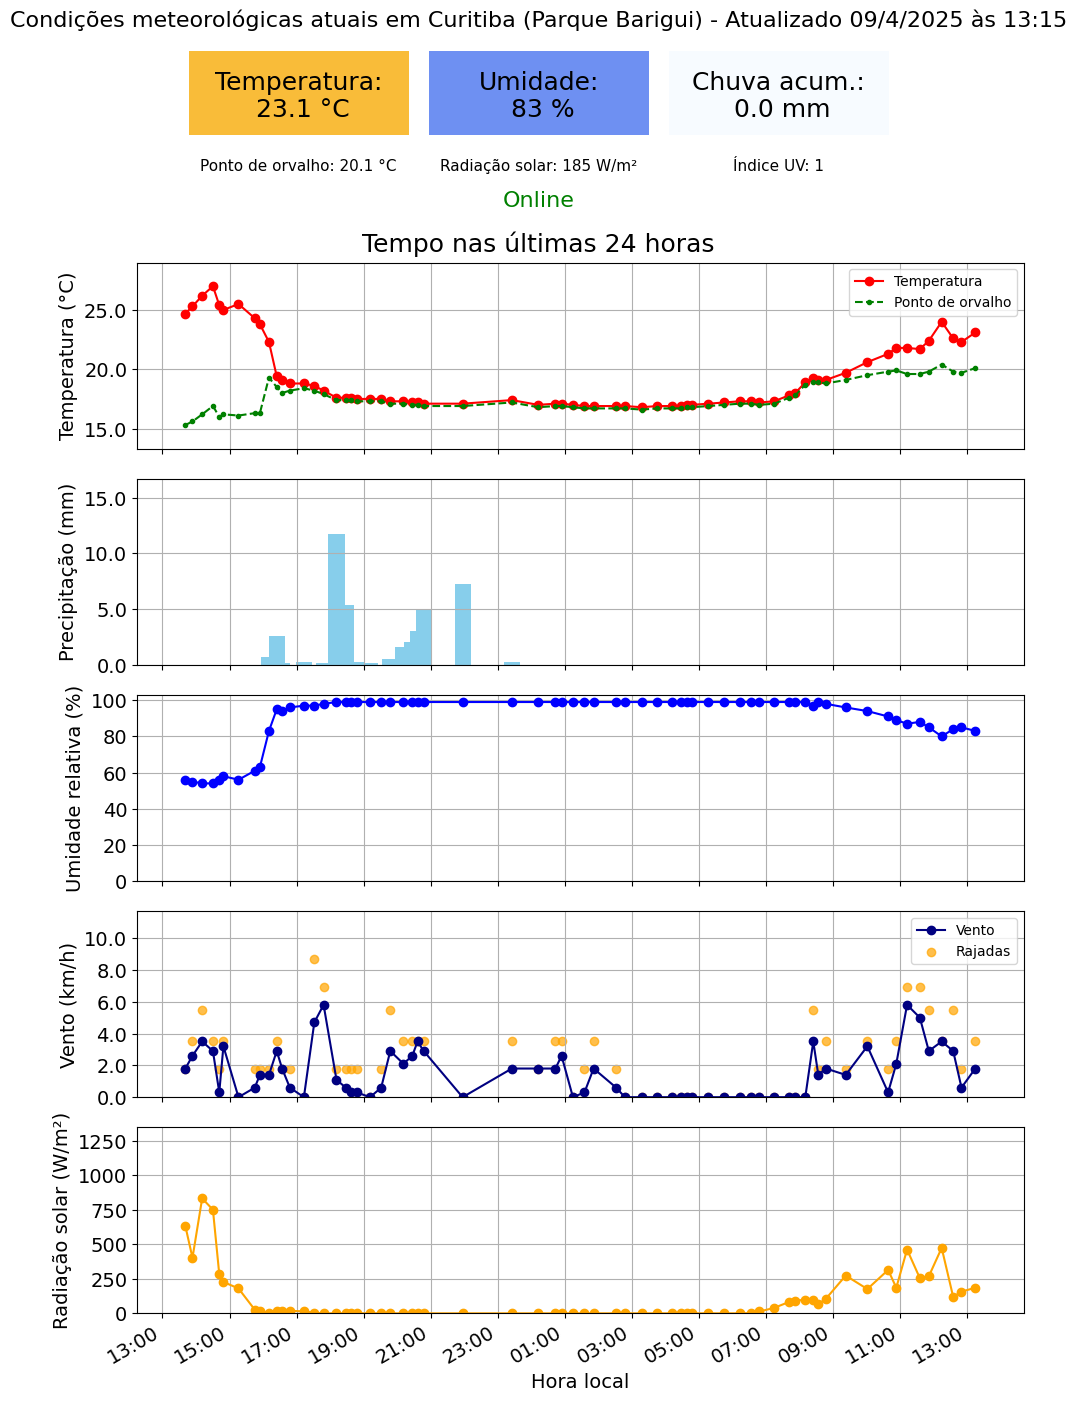 Condições meteorológicas atuais em Curitiba (Parque Barigui) - Atualizado 09/4/2025 às 13:15
Temperatura:
23.1 °C
Umidade:
83 %
Chuva acum.:
0.0 mm
Ponto de orvalho: 20.1 °C
Radiação solar: 185 W/m²
Índice UV: 1
Online
Tempo nas últimas 24 horas
Temperatura (°C)
25.0
20.0
15.0
Temperatura
Ponto de orvalho
Precipitação (mm)
15.0
10.0
5.0
0.0
Umidade relativa (%)
100
80
60
40
20
0
Vento (km/h)
10.0
8.0
6.0
4.0
2.0
0.0
Vento
Rajadas
Radiação solar (W/m²)
1250
1000
750
500
250
0
13:00 15:00 17:00 19:00 21:00 23:00 01:00 03:00 05:00 07:00 09:00 11:00 13:00
Hora local